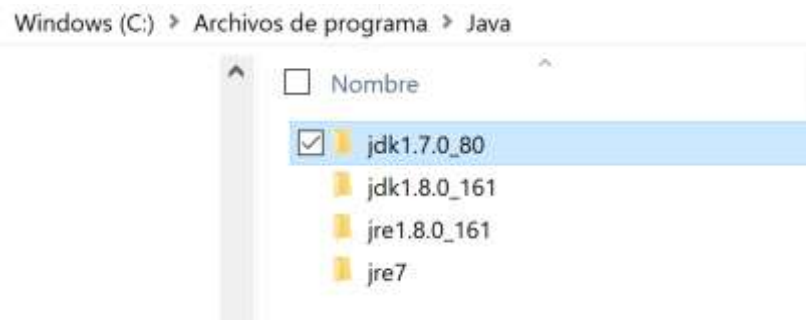 Windows (C:) > Archivos de programa > Java
Nombre
jdk1.7.0_80
jdk1.8.0_161
jre1.8.0_161
jre7